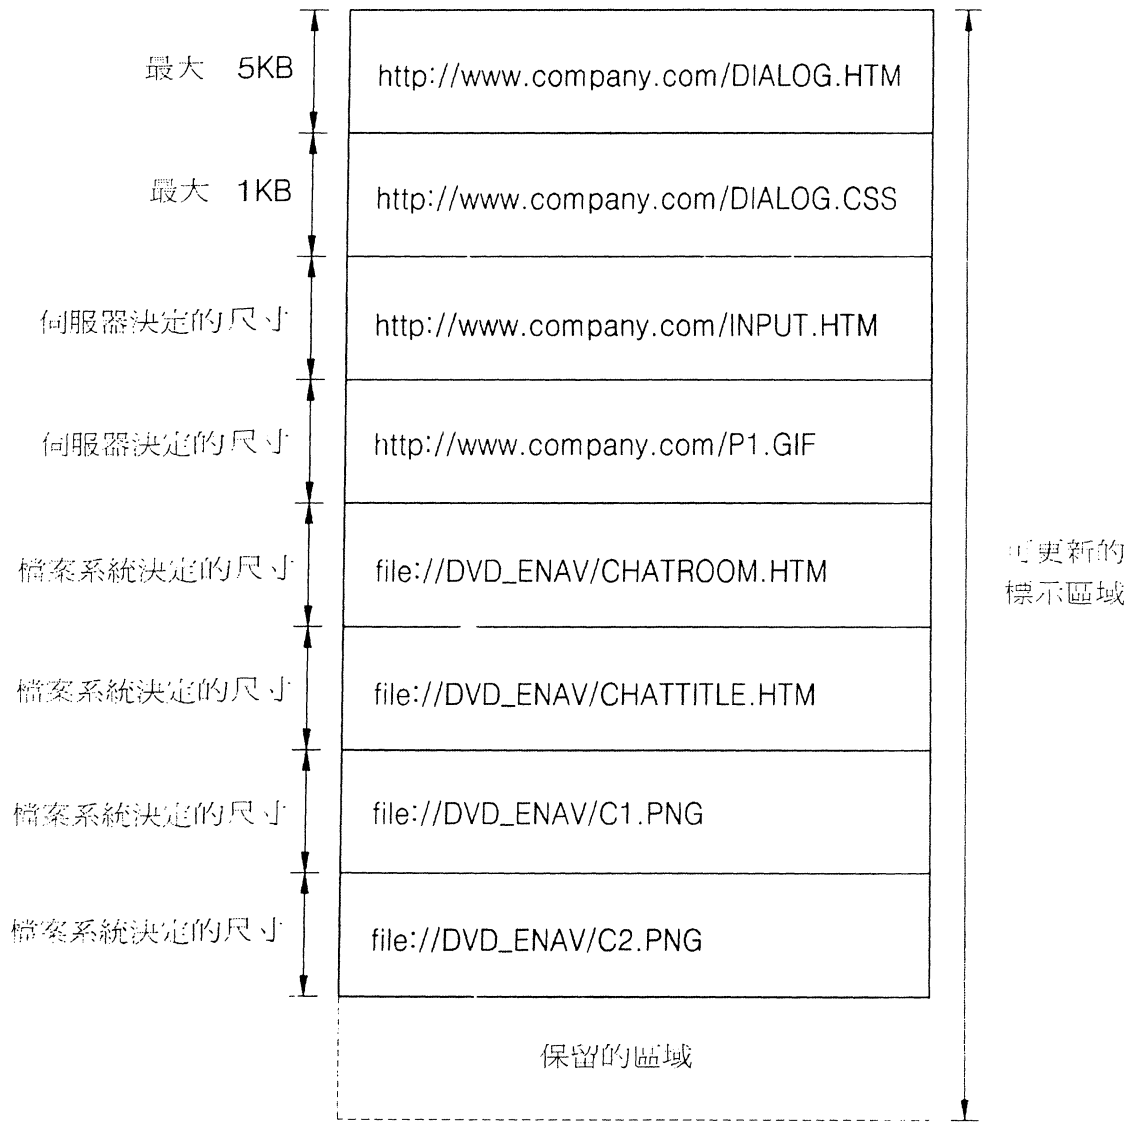 最大 5KB
http://www.company.com/DIALOG.HTM
最大 1KB
http://www.company.com/DIALOG.CSS
伺服器決定的尺寸
http://www.company.com/INPUT.HTM
伺服器決定的尺寸
http://www.company.com/P1.GIF
檔案系統決定的尺寸
file://DVD_ENAV/CHATROOM.HTM
可更新的
標示區域
檔案系統決定的尺寸
file://DVD_ENAV/CHATTITLE.HTM
檔案系統決定的尺寸
file://DVD_ENAV/C1.PNG
檔案系統決定的尺寸
file://DVD_ENAV/C2.PNG
保留的區域